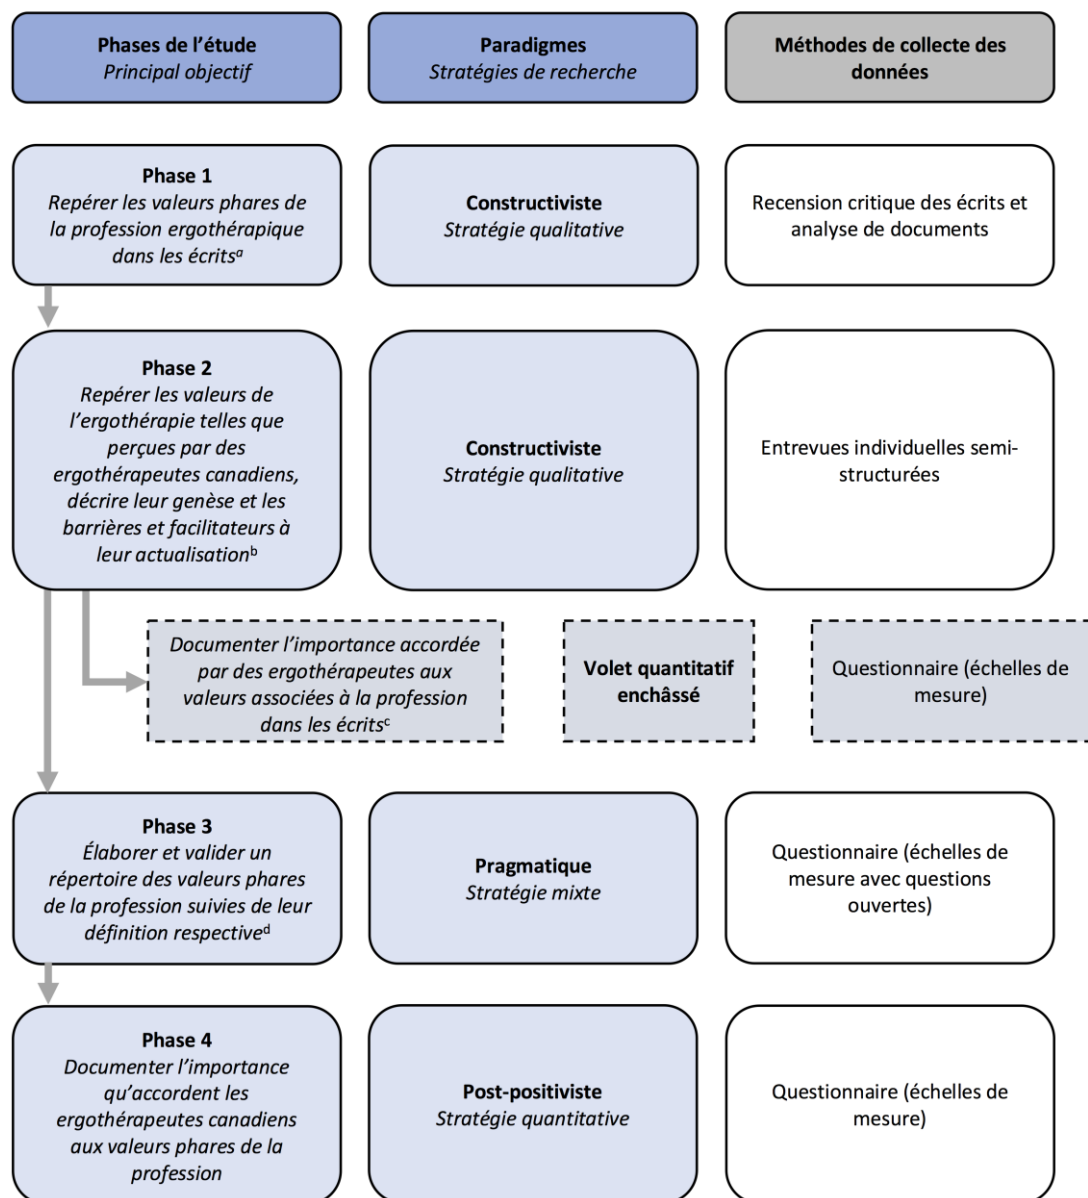 Phases de l’étude
Principal objectif
Paradigmes
Stratégies de recherche
Méthodes de collecte des
données
Phase 1
Repérer les valeurs phares de
la profession ergothérapique
dans les écritsᵃ
Constructiviste
Stratégie qualitative
Recension critique des écrits et
analyse de documents
Phase 2
Repérer les valeurs de
l’ergothérapie telles que
perçues par des
ergothérapeutes canadiens,
décrire leur genèse et les
barrières et facilitateurs à
leur actualisationᵇ
Constructiviste
Stratégie qualitative
Entrevues individuelles semi-
structurées
Documenter l’importance accordée
par des ergothérapeutes aux
valeurs associées à la profession
dans les écritsᶜ
Volet quantitatif
enchâssé
Questionnaire (échelles de
mesure)
Phase 3
Élaborer et valider un
répertoire des valeurs phares
de la profession suivies de leur
définition respectiveᵈ
Pragmatique
Stratégie mixte
Questionnaire (échelles de
mesure avec questions
ouvertes)
Phase 4
Documenter l’importance
qu’accordent les
ergothérapeutes canadiens
aux valeurs phares de la
profession
Post-positiviste
Stratégie quantitative
Questionnaire (échelles de
mesure)